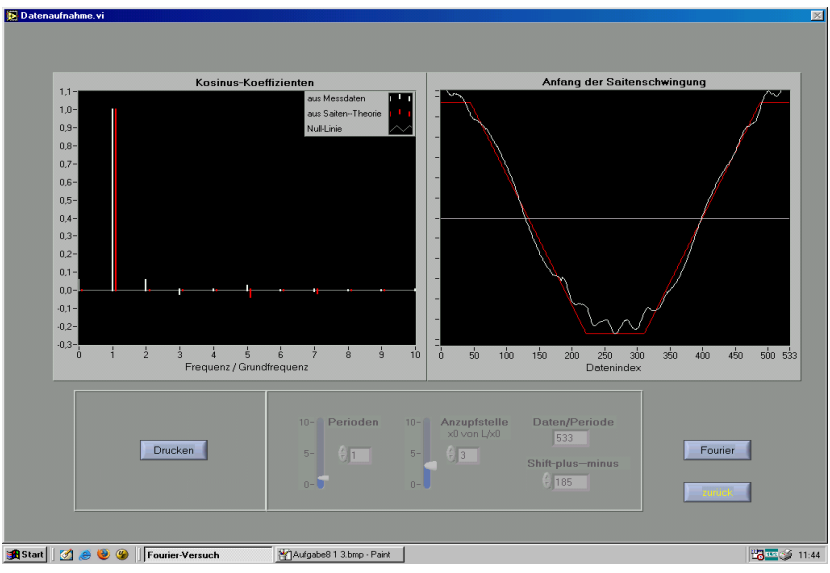 Datenaufnahme.vi
Kosinus-Koeffizienten
1,1
1,0
0,9
0,8
0,7
0,6
0,5
0,4
0,3
0,2
0,1
0,0
-0,1
-0,2
-0,3
aus Messdaten
aus Saiten--Theorie
Null-Linie
0 1 2 3 4 5 6 7 8 9 10
Frequenz / Grundfrequenz
Anfang der Saitenschwingung
0 50 100 150 200 250 300 350 400 450 500 533
Datenindex
Drucken
10
5
0
Perioden
1
10
5
0
Anzupfstelle
x0 von L/x0
3
Daten/Periode
533
Shift-plus--minus
185
Fourier
zurück
Start
Fourier-Versuch
Aufgabe8 1 3.bmp - Paint
11:44